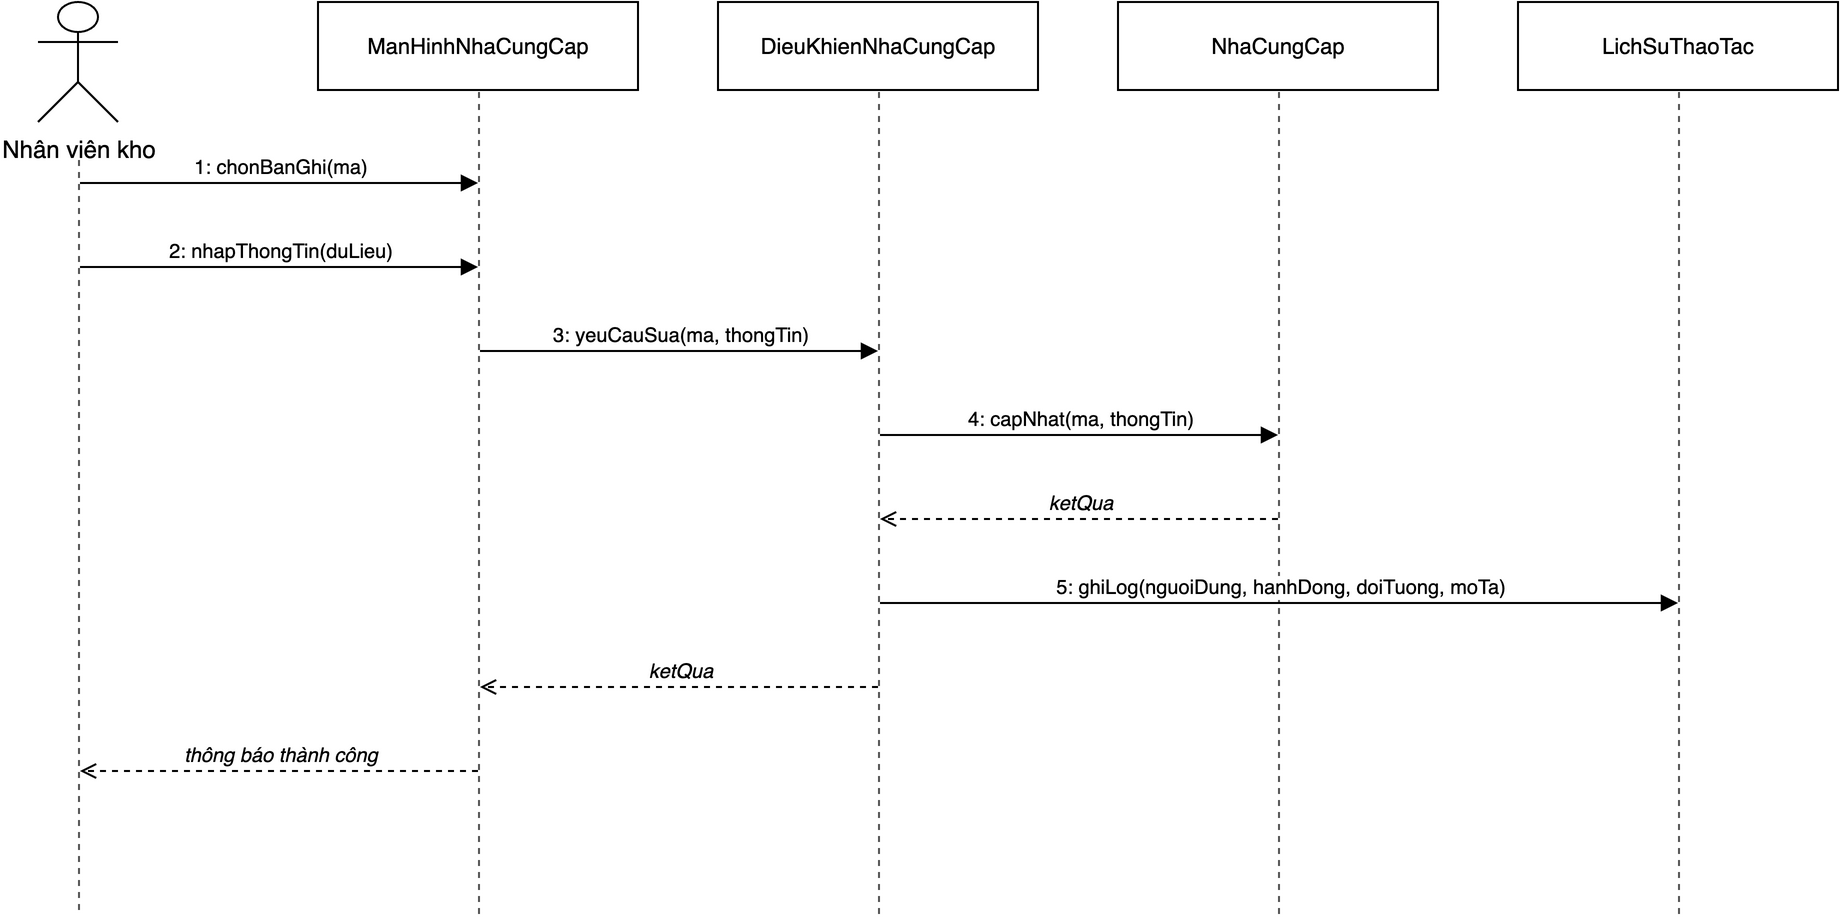 ManHinhNhaCungCap
DieuKhienNhaCungCap
NhaCungCap
LichSuThaoTac
Nhân viên kho
1: chonBanGhi(ma)
2: nhapThongTin(duLieu)
3: yeuCauSua(ma, thongTin)
4: capNhat(ma, thongTin)
ketQua
5: ghiLog(nguoiDung, hanhDong, doiTuong, moTa)
ketQua
thông báo thành công